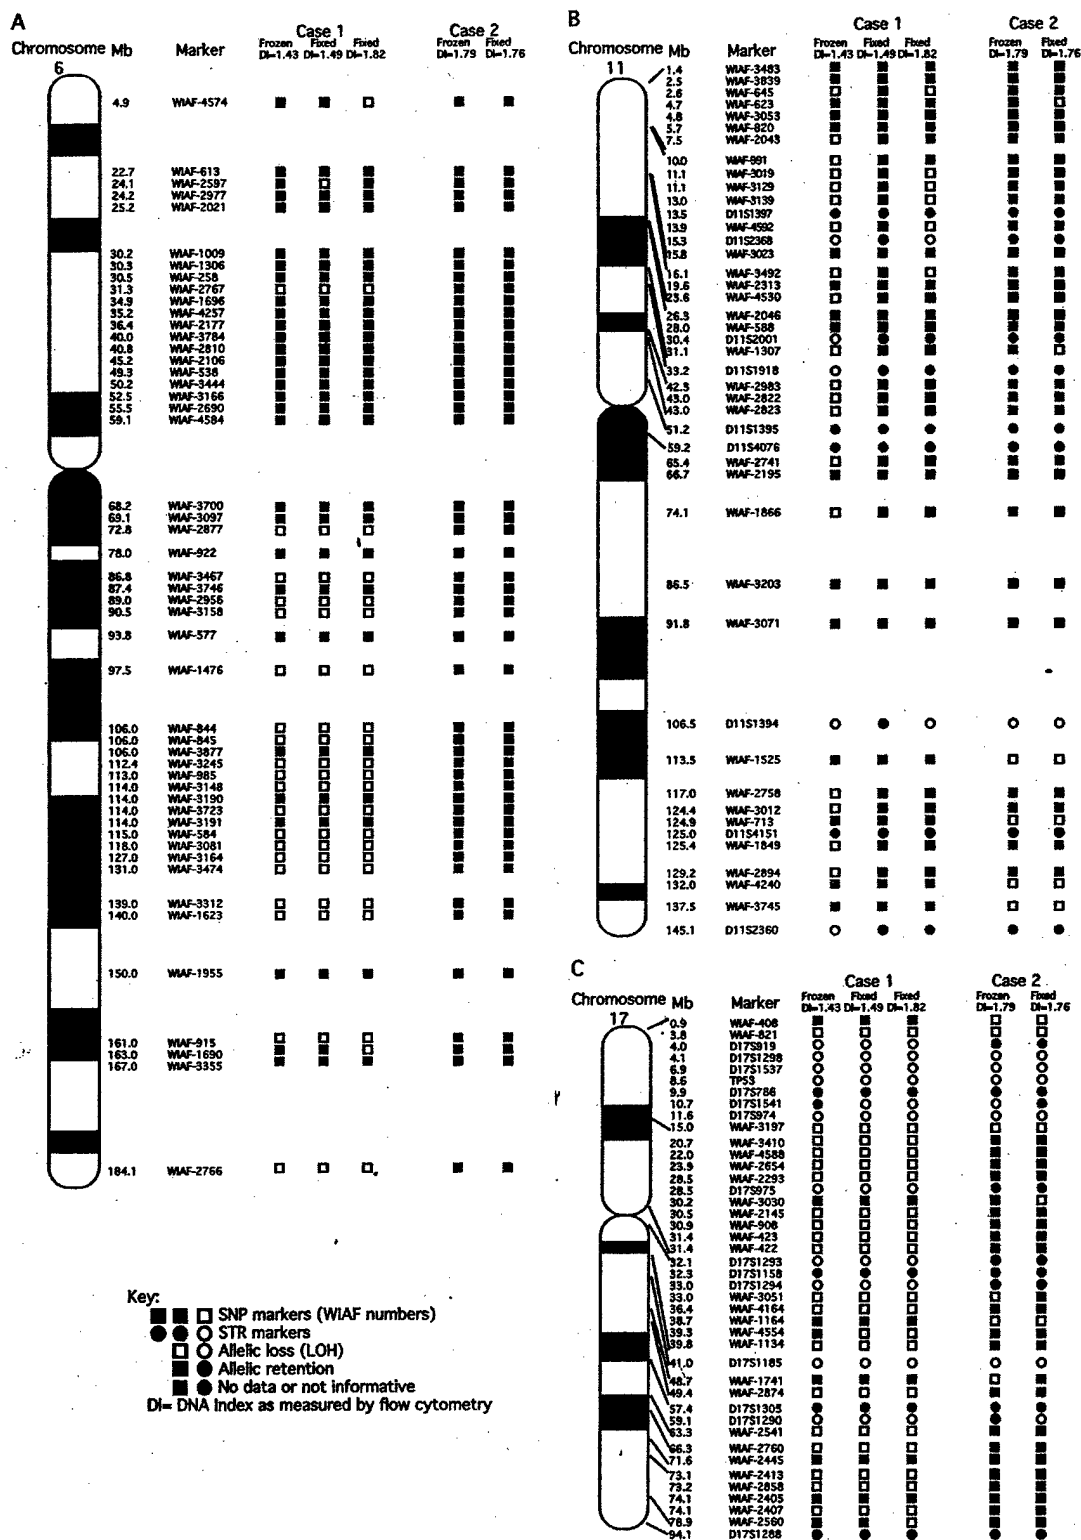 A
Case 1 Case 2
Chromosome Mb Marker Frozen DI=1.43 Fixed DI=1.49 Fixed DI=1.82 Frozen DI=1.79 Fixed DI=1.76
6
4.9 WIAF-4574
22.7 WIAF-613
24.1 WIAF-2597
24.2 WIAF-2977
25.2 WIAF-2021
30.2 WIAF-1009
30.3 WIAF-1306
30.5 WIAF-258
31.3 WIAF-2767
34.9 WIAF-1696
35.2 WIAF-4257
36.4 WIAF-2177
40.0 WIAF-3784
40.8 WIAF-2810
45.2 WIAF-2106
49.3 WIAF-538
50.2 WIAF-3444
52.5 WIAF-3166
55.5 WIAF-2690
59.1 WIAF-4584
68.2 WIAF-3700
69.1 WIAF-3097
72.8 WIAF-2877
78.0 WIAF-922
86.8 WIAF-3467
87.4 WIAF-3746
89.0 WIAF-2956
90.5 WIAF-3158
93.8 WIAF-577
97.5 WIAF-1476
106.0 WIAF-844
106.0 WIAF-845
106.0 WIAF-3877
112.4 WIAF-3245
113.0 WIAF-985
114.0 WIAF-3148
114.0 WIAF-3190
114.0 WIAF-3723
114.0 WIAF-3191
115.0 WIAF-584
118.0 WIAF-3081
127.0 WIAF-3164
131.0 WIAF-3474
139.0 WIAF-3312
140.0 WIAF-1623
150.0 WIAF-1955
161.0 WIAF-915
163.0 WIAF-1690
167.0 WIAF-3355
184.1 WIAF-2766
Key:
SNP markers (WIAF numbers)
STR markers
Allelic loss (LOH)
Allelic retention
No data or not informative
DI= DNA Index as measured by flow cytometry
B
Case 1 Case 2
Chromosome Mb Marker Frozen DI=1.43 Fixed DI=1.49 Fixed DI=1.82 Frozen DI=1.79 Fixed DI=1.76
11
1.4 WIAF-3483
2.5 WIAF-3839
2.6 WIAF-645
4.7 WIAF-623
4.8 WIAF-3053
5.7 WIAF-820
7.5 WIAF-2043
10.0 WIAF-891
11.1 WIAF-3019
11.1 WIAF-3129
13.0 WIAF-3139
13.5 D11S1397
13.9 WIAF-4592
15.3 D11S2368
15.8 WIAF-3023
16.1 WIAF-3492
19.6 WIAF-2313
23.6 WIAF-4530
26.3 WIAF-2046
28.0 WIAF-588
30.4 D11S2001
31.1 WIAF-1307
33.2 D11S1918
42.3 WIAF-2983
43.0 WIAF-2822
43.0 WIAF-2823
51.2 D11S1395
59.2 D11S4076
65.4 WIAF-2741
66.7 WIAF-2195
74.1 WIAF-1866
86.5 WIAF-3203
91.8 WIAF-3071
106.5 D11S1394
113.5 WIAF-1525
117.0 WIAF-2758
124.4 WIAF-3012
124.9 WIAF-713
125.0 D11S4151
125.4 WIAF-1849
129.2 WIAF-2894
132.0 WIAF-4240
137.5 WIAF-3745
145.1 D11S2360
C
Case 1 Case 2
Chromosome Mb Marker Frozen DI=1.43 Fixed DI=1.49 Fixed DI=1.82 Frozen DI=1.79 Fixed DI=1.76
17
0.9 WIAF-408
3.8 WIAF-821
4.0 D17S919
4.1 D17S1298
6.9 D17S1537
8.6 TP53
9.9 D17S786
10.7 D17S1541
11.6 D17S974
15.0 WIAF-3197
20.7 WIAF-3410
22.0 WIAF-4588
23.9 WIAF-2654
28.5 WIAF-2293
28.5 D17S975
30.2 WIAF-3030
30.5 WIAF-2145
30.9 WIAF-908
31.4 WIAF-423
31.4 WIAF-422
32.1 D17S1293
32.3 D17S1158
33.0 D17S1294
33.0 WIAF-3051
36.4 WIAF-4164
38.7 WIAF-1164
39.3 WIAF-4554
39.8 WIAF-1134
41.0 D17S1185
48.7 WIAF-1741
49.4 WIAF-2874
57.4 D17S1305
59.1 D17S1290
63.3 WIAF-2541
66.3 WIAF-2760
71.6 WIAF-2445
73.1 WIAF-2413
73.2 WIAF-2858
74.1 WIAF-2405
74.1 WIAF-2407
78.9 WIAF-2560
94.1 D17S1288